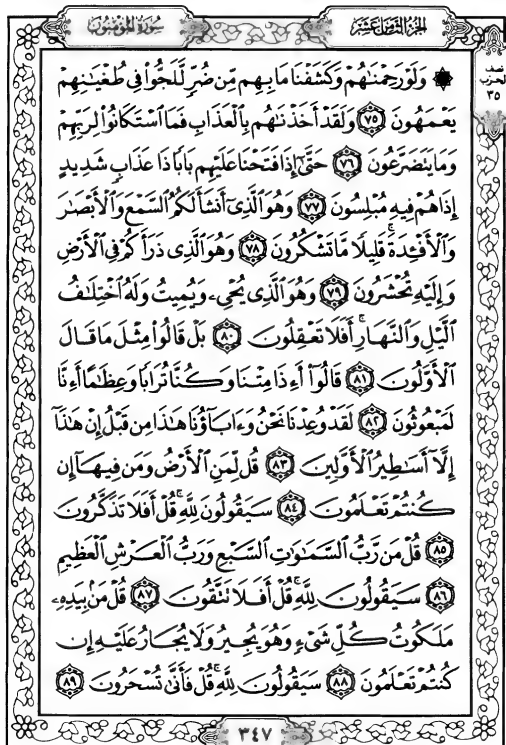 الجزء الثامن عشر
سورة المؤمنون
نصف
الحزب
٣٥
۞ وَلَوْ رَحِمْنَٰهُمْ وَكَشَفْنَا مَا بِهِم مِّن ضُرٍّ لَّلَجُّوا۟ فِى طُغْيَٰنِهِمْ
يَعْمَهُونَ ٧٥ وَلَقَدْ أَخَذْنَٰهُم بِٱلْعَذَابِ فَمَا ٱسْتَكَانُوا۟ لِرَبِّهِمْ
وَمَا يَتَضَرَّعُونَ ٧٦ حَتَّىٰٓ إِذَا فَتَحْنَا عَلَيْهِم بَابًا ذَا عَذَابٍ شَدِيدٍ
إِذَا هُمْ فِيهِ مُبْلِسُونَ ٧٧ وَهُوَ ٱلَّذِىٓ أَنشَأَ لَكُمُ ٱلسَّمْعَ وَٱلْأَبْصَٰرَ
وَٱلْأَفْـِٔدَةَ ۚ قَلِيلًا مَّا تَشْكُرُونَ ٧٨ وَهُوَ ٱلَّذِى ذَرَأَكُمْ فِى ٱلْأَرْضِ
وَإِلَيْهِ تُحْشَرُونَ ٧٩ وَهُوَ ٱلَّذِى يُحْىِۦ وَيُمِيتُ وَلَهُ ٱخْتِلَٰفُ
ٱلَّيْلِ وَٱلنَّهَارِ ۚ أَفَلَا تَعْقِلُونَ ٨٠ بَلْ قَالُوا۟ مِثْلَ مَا قَالَ
ٱلْأَوَّلُونَ ٨١ قَالُوٓا۟ أَءِذَا مِتْنَا وَكُنَّا تُرَابًا وَعِظَٰمًا أَءِنَّا
لَمَبْعُوثُونَ ٨٢ لَقَدْ وُعِدْنَا نَحْنُ وَءَابَآؤُنَا هَٰذَا مِن قَبْلُ إِنْ هَٰذَآ
إِلَّآ أَسَٰطِيرُ ٱلْأَوَّلِينَ ٨٣ قُل لِّمَنِ ٱلْأَرْضُ وَمَن فِيهَآ إِن
كُنتُمْ تَعْلَمُونَ ٨٤ سَيَقُولُونَ لِلَّهِ ۚ قُلْ أَفَلَا تَذَكَّرُونَ
٨٥ قُلْ مَن رَّبُّ ٱلسَّمَٰوَٰتِ ٱلسَّبْعِ وَرَبُّ ٱلْعَرْشِ ٱلْعَظِيمِ
٨٦ سَيَقُولُونَ لِلَّهِ ۚ قُلْ أَفَلَا تَتَّقُونَ ٨٧ قُلْ مَنۢ بِيَدِهِۦ
مَلَكُوتُ كُلِّ شَىْءٍ وَهُوَ يُجِيرُ وَلَا يُجَارُ عَلَيْهِ إِن
كُنتُمْ تَعْلَمُونَ ٨٨ سَيَقُولُونَ لِلَّهِ ۚ قُلْ فَأَنَّىٰ تُسْحَرُونَ ٨٩
٣٤٧